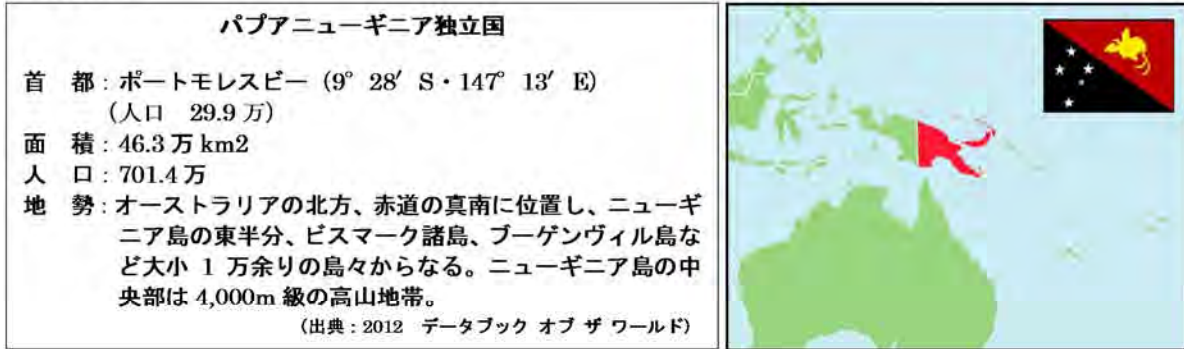 パプアニューギニア独立国
首　都：ポートモレスビー（9°28′S・147°13′E）
（人口　29.9万）
面　積：46.3万km2
人　口：701.4万
地　勢：オーストラリアの北方、赤道の真南に位置し、ニューギ
ニア島の東半分、ビスマーク諸島、ブーゲンヴィル島な
ど大小 1 万余りの島々からなる。ニューギニア島の中
央部は 4,000m 級の高山地帯。
（出典：2012　データブック オブ ザ ワールド）